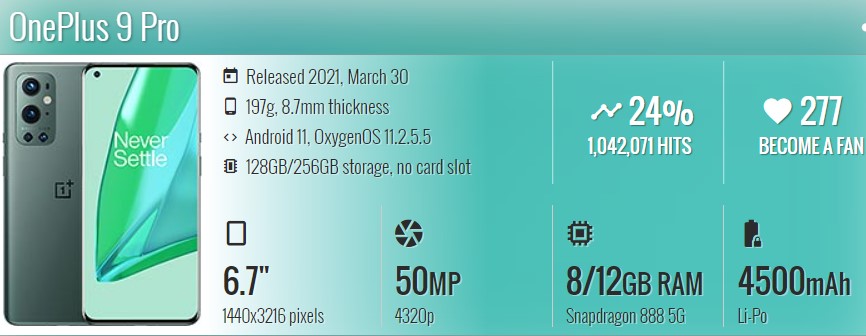 OnePlus 9 Pro
Released 2021, March 30
197g, 8.7mm thickness
Android 11, OxygenOS 11.2.5.5
128GB/256GB storage, no card slot
24%
1,042,071 HITS
277
BECOME A FAN
Never
Settle
6.7"
1440x3216 pixels
50MP
4320p
8/12GB RAM
Snapdragon 888 5G
4500mAh
Li-Po